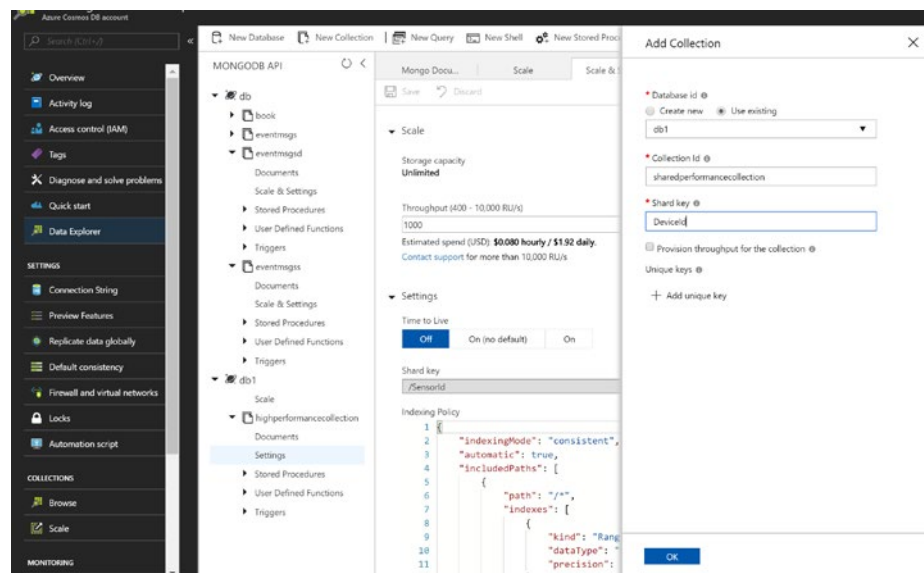 Azure Cosmos DB account
Search (Ctrl+/)
Overview
Activity log
Access control (IAM)
Tags
Diagnose and solve problems
Quick start
Data Explorer
SETTINGS
Connection String
Preview Features
Replicate data globally
Default consistency
Firewall and virtual networks
Locks
Automation script
COLLECTIONS
Browse
Scale
MONITORING
New Database
New Collection
New Query
New Shell
New Stored Proc
MONGODB API
db
book
eventmsgs
eventmsgsd
Documents
Scale & Settings
Stored Procedures
User Defined Functions
Triggers
eventmsgss
Documents
Scale & Settings
Stored Procedures
User Defined Functions
Triggers
db1
Scale
highperformancecollection
Documents
Settings
Stored Procedures
User Defined Functions
Triggers
Mongo Docu...
Scale
Scale & S
Save
Discard
Scale
Storage capacity
Unlimited
Throughput (400 - 10,000 RU/s)
1000
Estimated spend (USD): $0.080 hourly / $1.92 daily.
Contact support for more than 10,000 RU/s
Settings
Time to Live
Off
On (no default)
On
Shard key
/SensorId
Indexing Policy
1 {
2 "indexingMode": "consistent",
3 "automatic": true,
4 "includedPaths": [
5 {
6 "path": "/*",
7 "indexes": [
8 {
9 "kind": "Rang
10 "dataType": "
11 "precision":
Add Collection
* Database id
Create new
Use existing
db1
* Collection Id
sharedperformancecollection
* Shard key
DeviceId
Provision throughput for the collection
Unique keys
+ Add unique key
OK